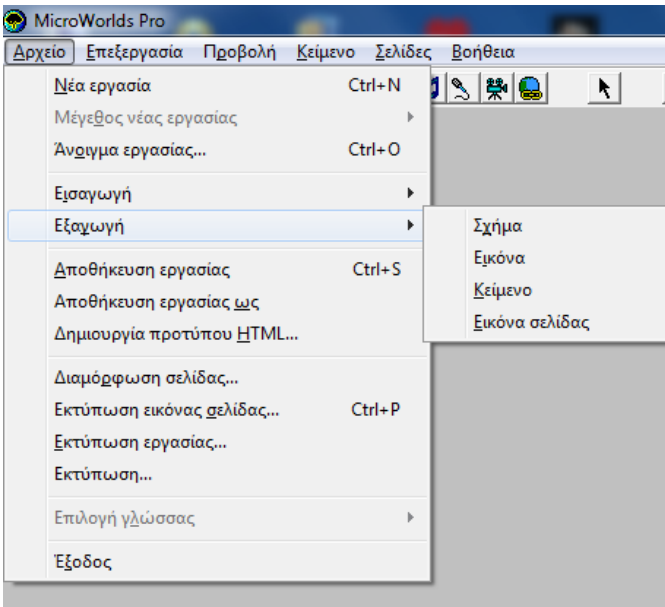 MicroWorlds Pro
Αρχείο Επεξεργασία Προβολή Κείμενο Σελίδες Βοήθεια
Νέα εργασία Ctrl+N
Μέγεθος νέας εργασίας
Άνοιγμα εργασίας... Ctrl+O
Εισαγωγή
Εξαγωγή
Σχήμα
Εικόνα
Κείμενο
Εικόνα σελίδας
Αποθήκευση εργασίας Ctrl+S
Αποθήκευση εργασίας ως
Δημιουργία προτύπου HTML...
Διαμόρφωση σελίδας...
Εκτύπωση εικόνας σελίδας... Ctrl+P
Εκτύπωση εργασίας...
Εκτύπωση...
Επιλογή γλώσσας
Έξοδος